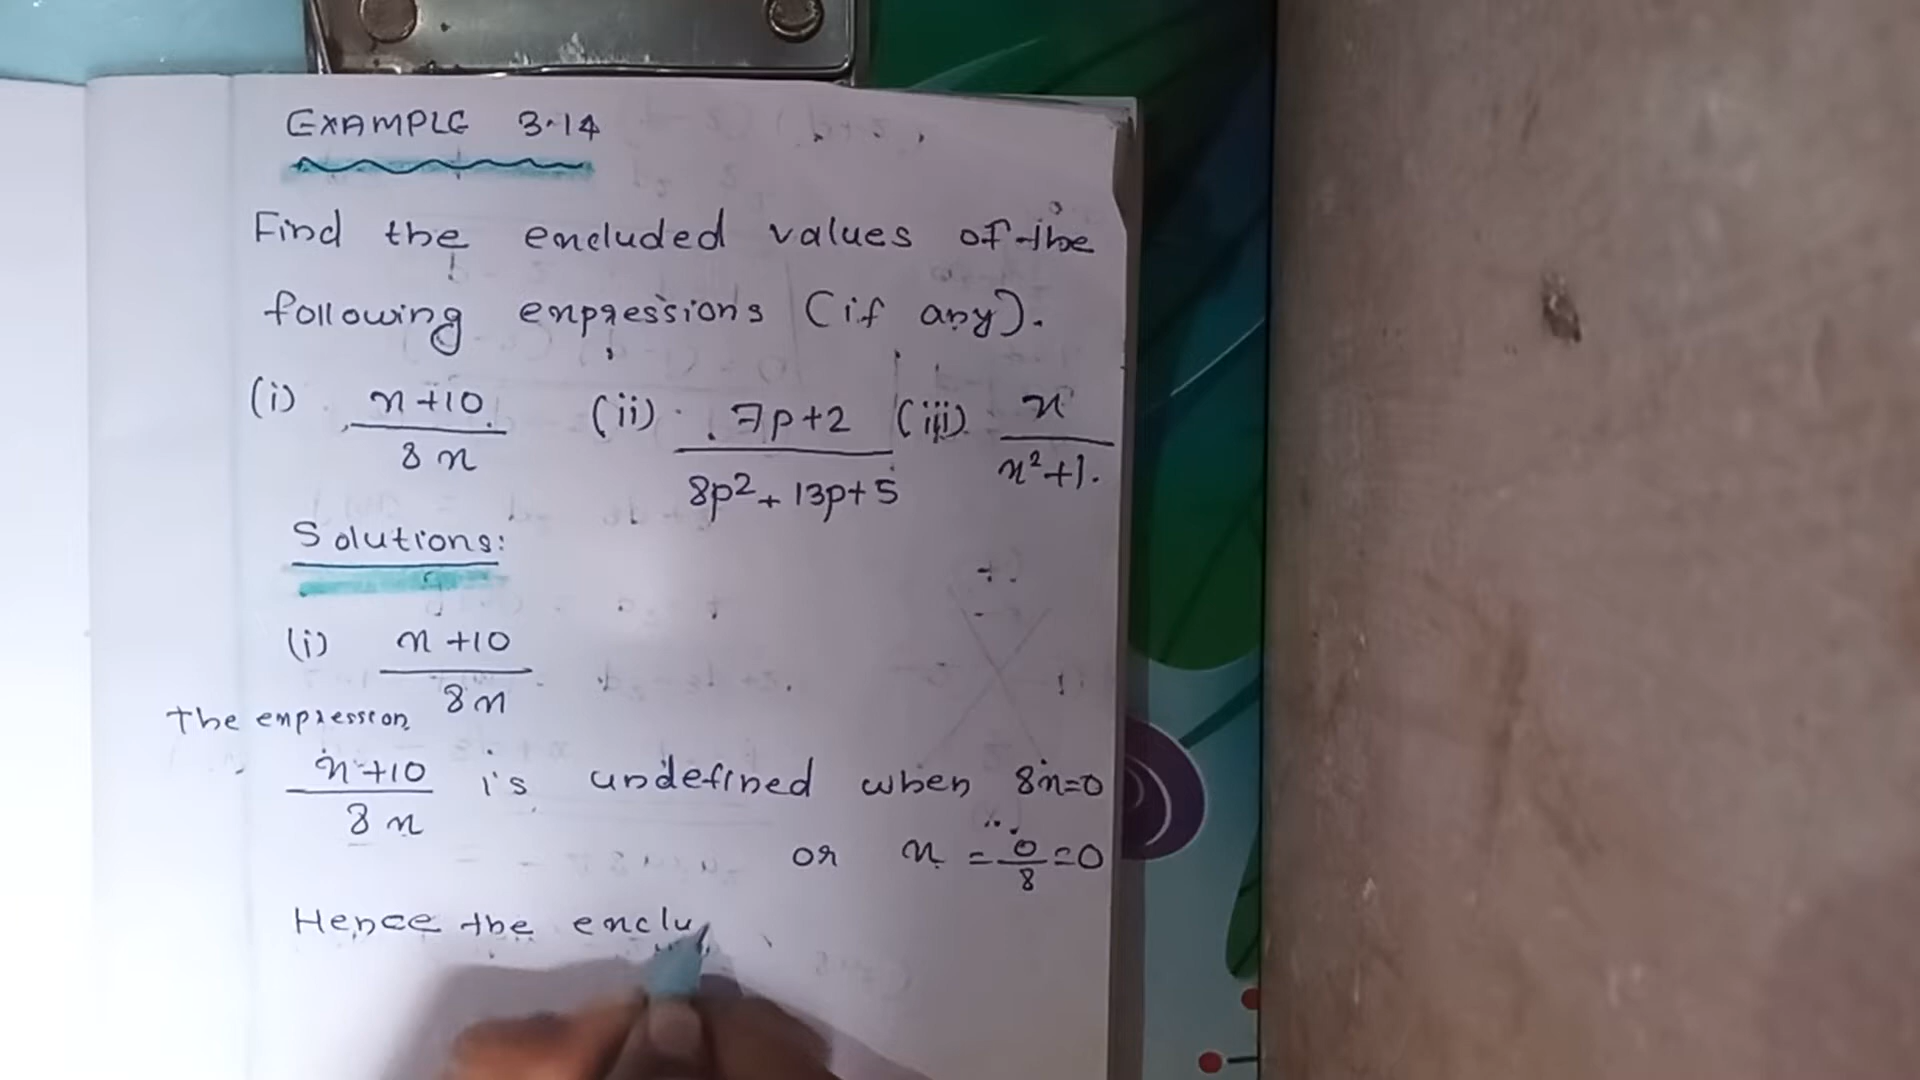 EXAMPLE 3.14
Find the excluded values of the
following expressions (if any).
(i) x+10/8x (ii) 7p+2/8p²+13p+5 (iii) x/x²+1.
Solutions:
(i) x+10/8x
The expression
x+10/8x is undefined when 8x=0
or x = 0/8 = 0
Hence the exclu